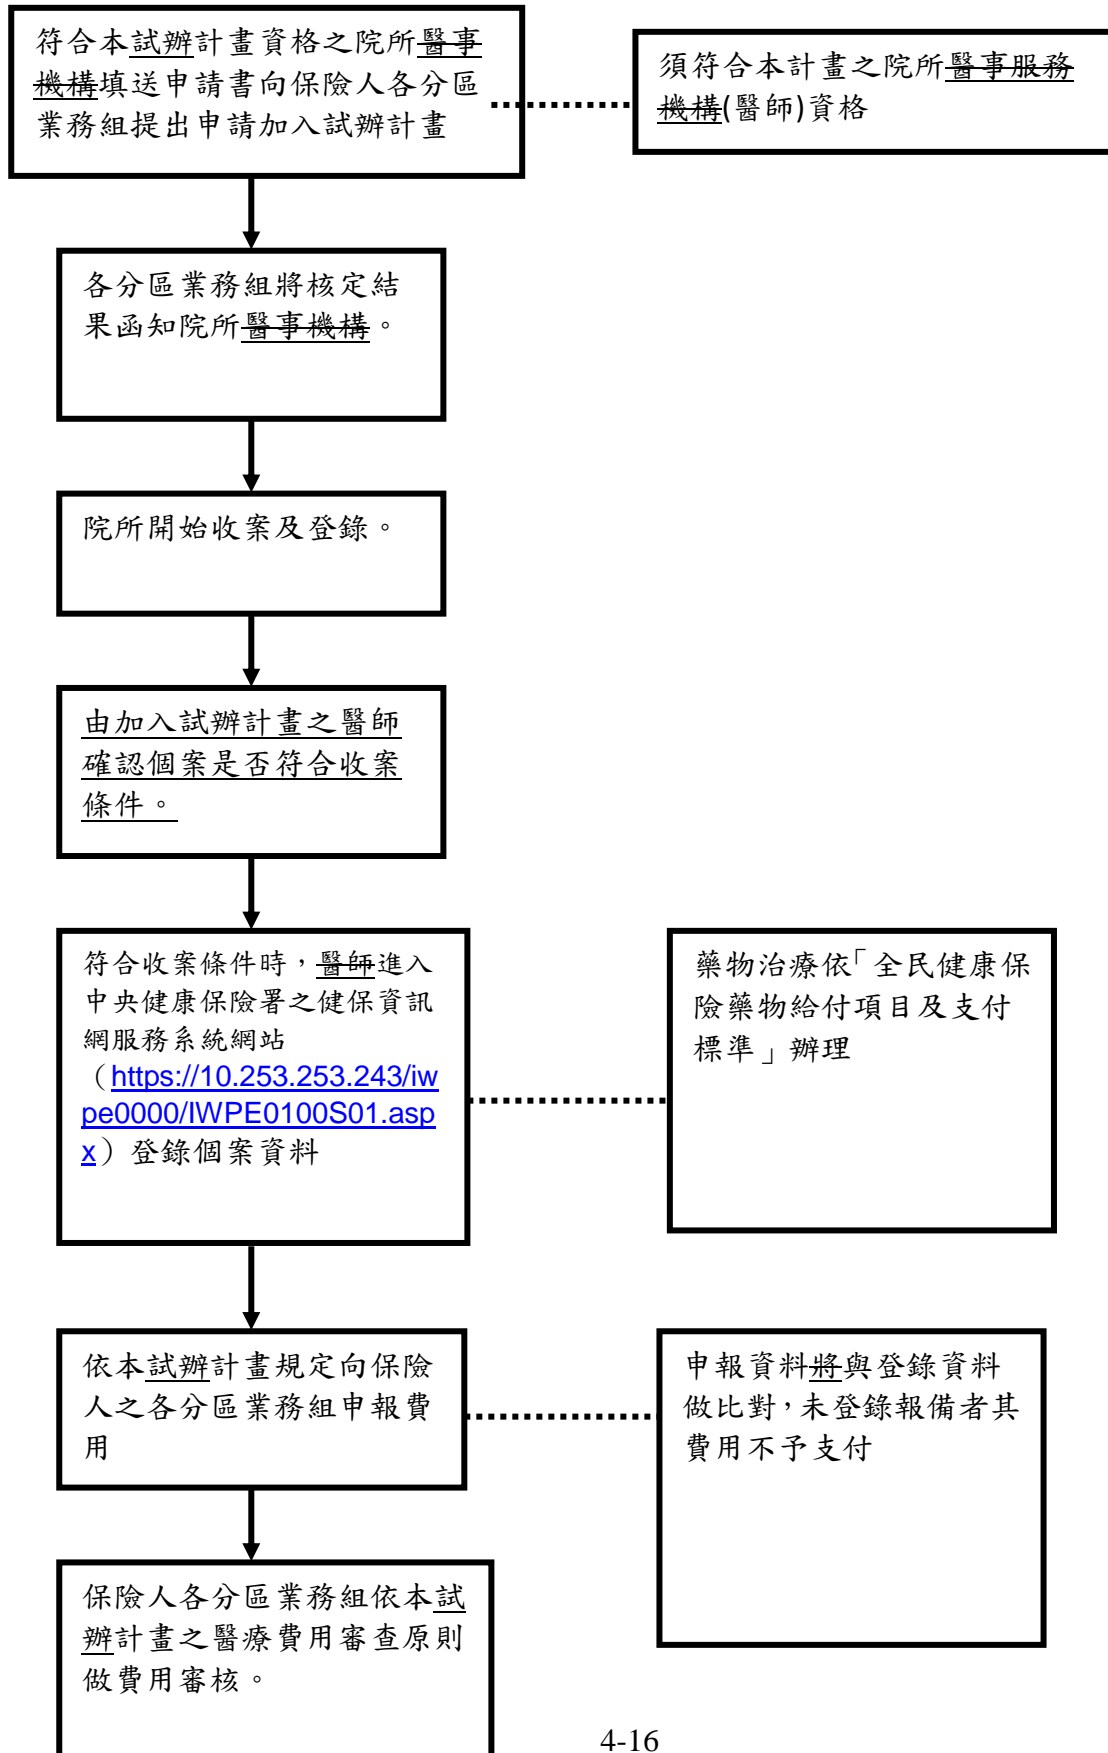 符合本試辦計畫資格之院所醫事
機構填送申請書向保險人各分區
業務組提出申請加入試辦計畫
須符合本計畫之院所醫事服務
機構(醫師)資格
各分區業務組將核定結
果函知院所醫事機構。
院所開始收案及登錄。
由加入試辦計畫之醫師
確認個案是否符合收案
條件。
符合收案條件時，醫師進入
中央健康保險署之健保資訊
網服務系統網站
（https://10.253.253.243/iw
pe0000/IWPE0100S01.asp
x）登錄個案資料
藥物治療依「全民健康保
險藥物給付項目及支付
標準」辦理
依本試辦計畫規定向保險
人之各分區業務組申報費
用
申報資料將與登錄資料
做比對，未登錄報備者其
費用不予支付
保險人各分區業務組依本試
辦計畫之醫療費用審查原則
做費用審核。
4-16